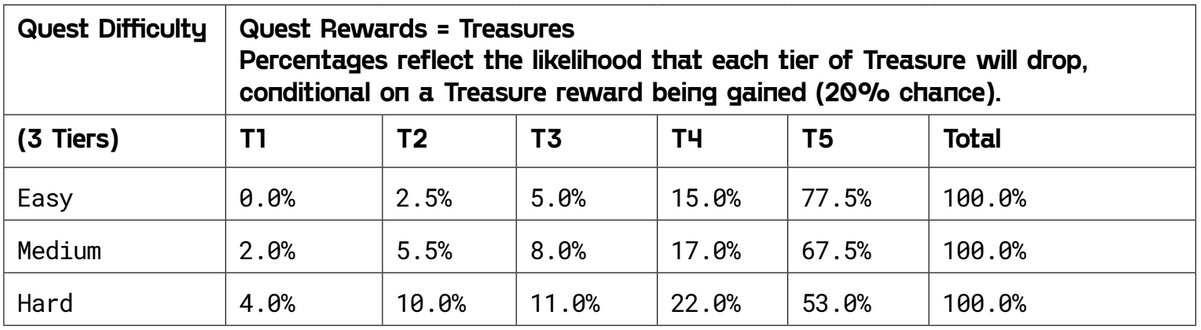 Quest Difficulty
Quest Rewards = Treasures
Percentages reflect the likelihood that each tier of Treasure will drop,
conditional on a Treasure reward being gained (20% chance).
(3 Tiers) T1 T2 T3 T4 T5 Total
Easy 0.0% 2.5% 5.0% 15.0% 77.5% 100.0%
Medium 2.0% 5.5% 8.0% 17.0% 67.5% 100.0%
Hard 4.0% 10.0% 11.0% 22.0% 53.0% 100.0%